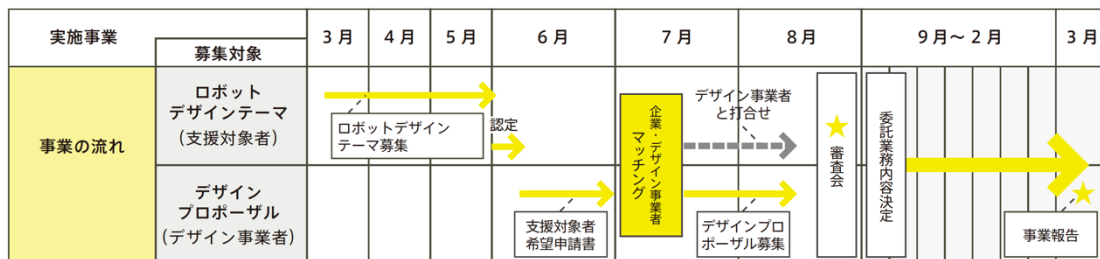 実施事業
募集対象
3月
4月
5月
6月
7月
8月
9月～2月
3月
事業の流れ
ロボット
デザインテーマ
(支援対象者)
ロボットデザイン
テーマ募集
認定
デザイン
プロポーザル
(デザイン事業者)
支援対象者
希望申請書
企業・デザイン事業者
マッチング
デザイン事業者
と打合せ
デザインプロ
ポーザル募集
審査会
委託業務内容決定
事業報告